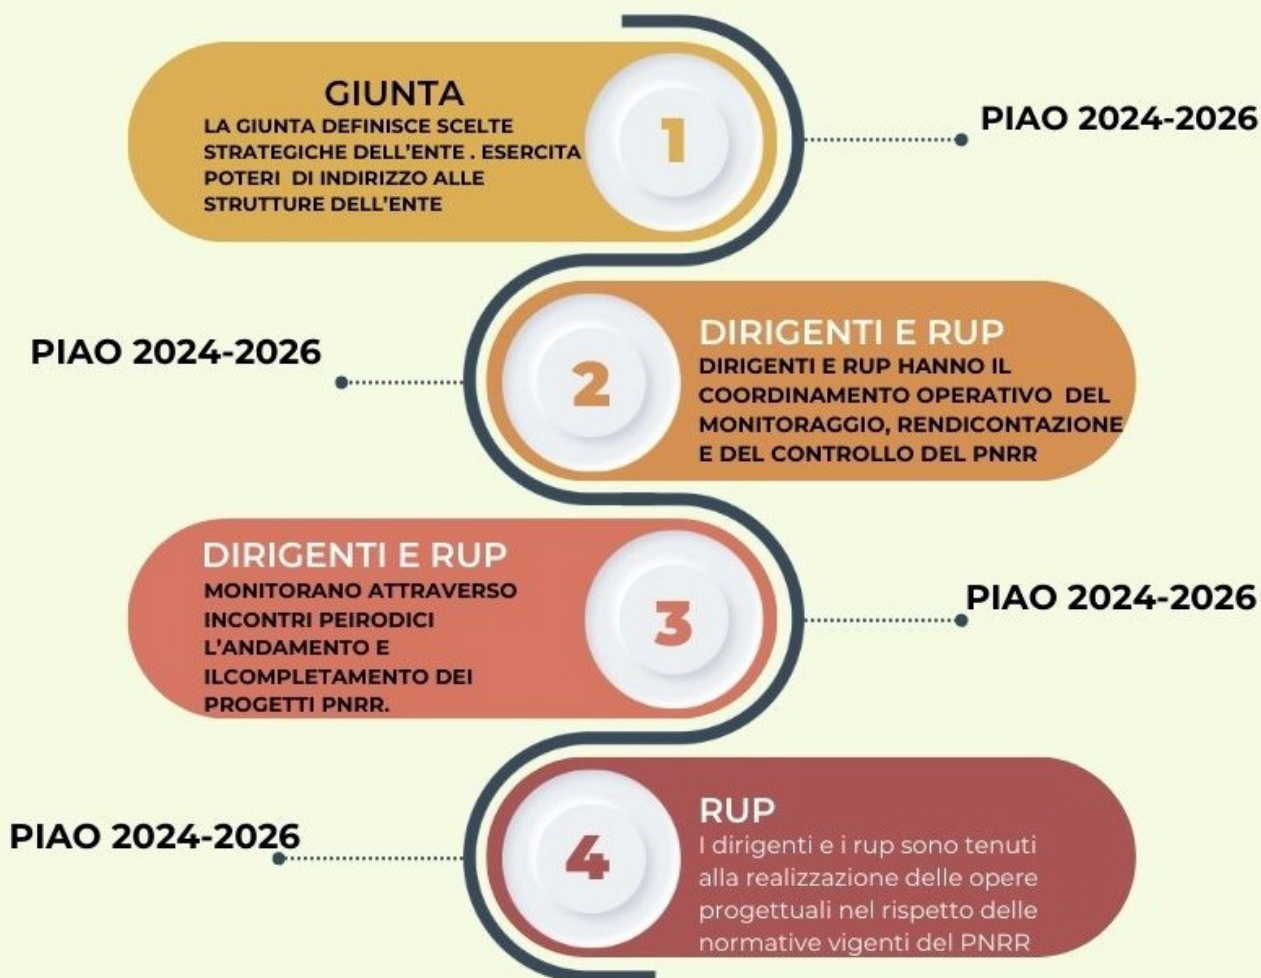 GIUNTA
LA GIUNTA DEFINISCE SCELTE
STRATEGICHE DELL'ENTE . ESERCITA
POTERI DI INDIRIZZO ALLE
STRUTTURE DELL'ENTE
1
PIAO 2024-2026
PIAO 2024-2026
2
DIRIGENTI E RUP
DIRIGENTI E RUP HANNO IL
COORDINAMENTO OPERATIVO DEL
MONITORAGGIO, RENDICONTAZIONE
E DEL CONTROLLO DEL PNRR
DIRIGENTI E RUP
MONITORANO ATTRAVERSO
INCONTRI PEIRODICI
L'ANDAMENTO E
ILCOMPLETAMENTO DEI
PROGETTI PNRR.
3
PIAO 2024-2026
PIAO 2024-2026
4
RUP
I dirigenti e i rup sono tenuti
alla realizzazione delle opere
progettuali nel rispetto delle
normative vigenti del PNRR